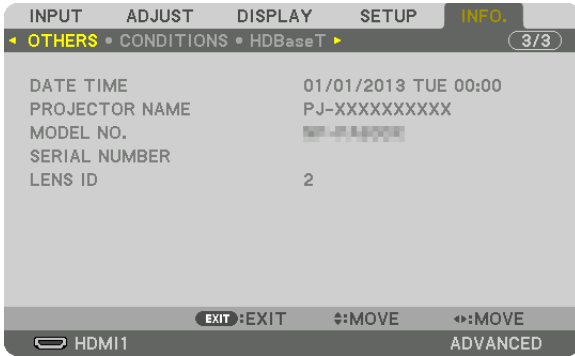 INPUT ADJUST DISPLAY SETUP INFO.
OTHERS • CONDITIONS • HDBaseT 3/3
DATE TIME 01/01/2013 TUE 00:00
PROJECTOR NAME PJ-XXXXXXXXXX
MODEL NO.
SERIAL NUMBER
LENS ID 2
EXIT :EXIT :MOVE :MOVE
HDMI1 ADVANCED